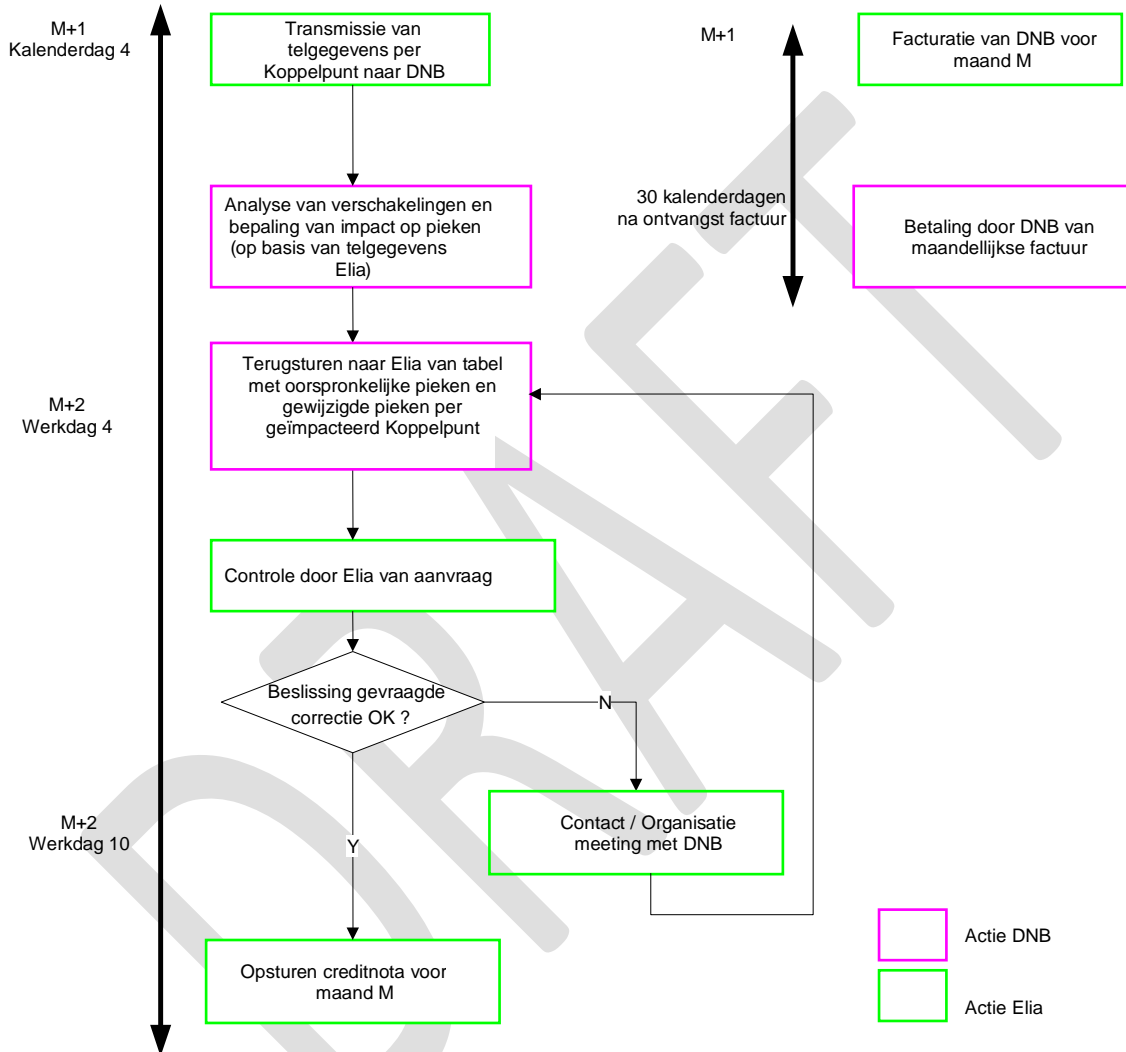 M+1
Kalenderdag 4
Transmissie van
telgegevens per
Koppelpunt naar DNB
M+1
Facturatie van DNB voor
maand M
Analyse van verschakelingen en
bepaling van impact op pieken
(op basis van telgegevens
Elia)
30 kalenderdagen
na ontvangst factuur
Betaling door DNB van
maandellijkse factuur
M+2
Werkdag 4
Terugsturen naar Elia van tabel
met oorspronkelijke pieken en
gewijzigde pieken per
geïmpacteerd Koppelpunt
Controle door Elia van aanvraag
Beslissing gevraagde
correctie OK ?
N
M+2
Werkdag 10
Y
Contact / Organisatie
meeting met DNB
Opsturen creditnota voor
maand M
Actie DNB
Actie Elia
DRAFT